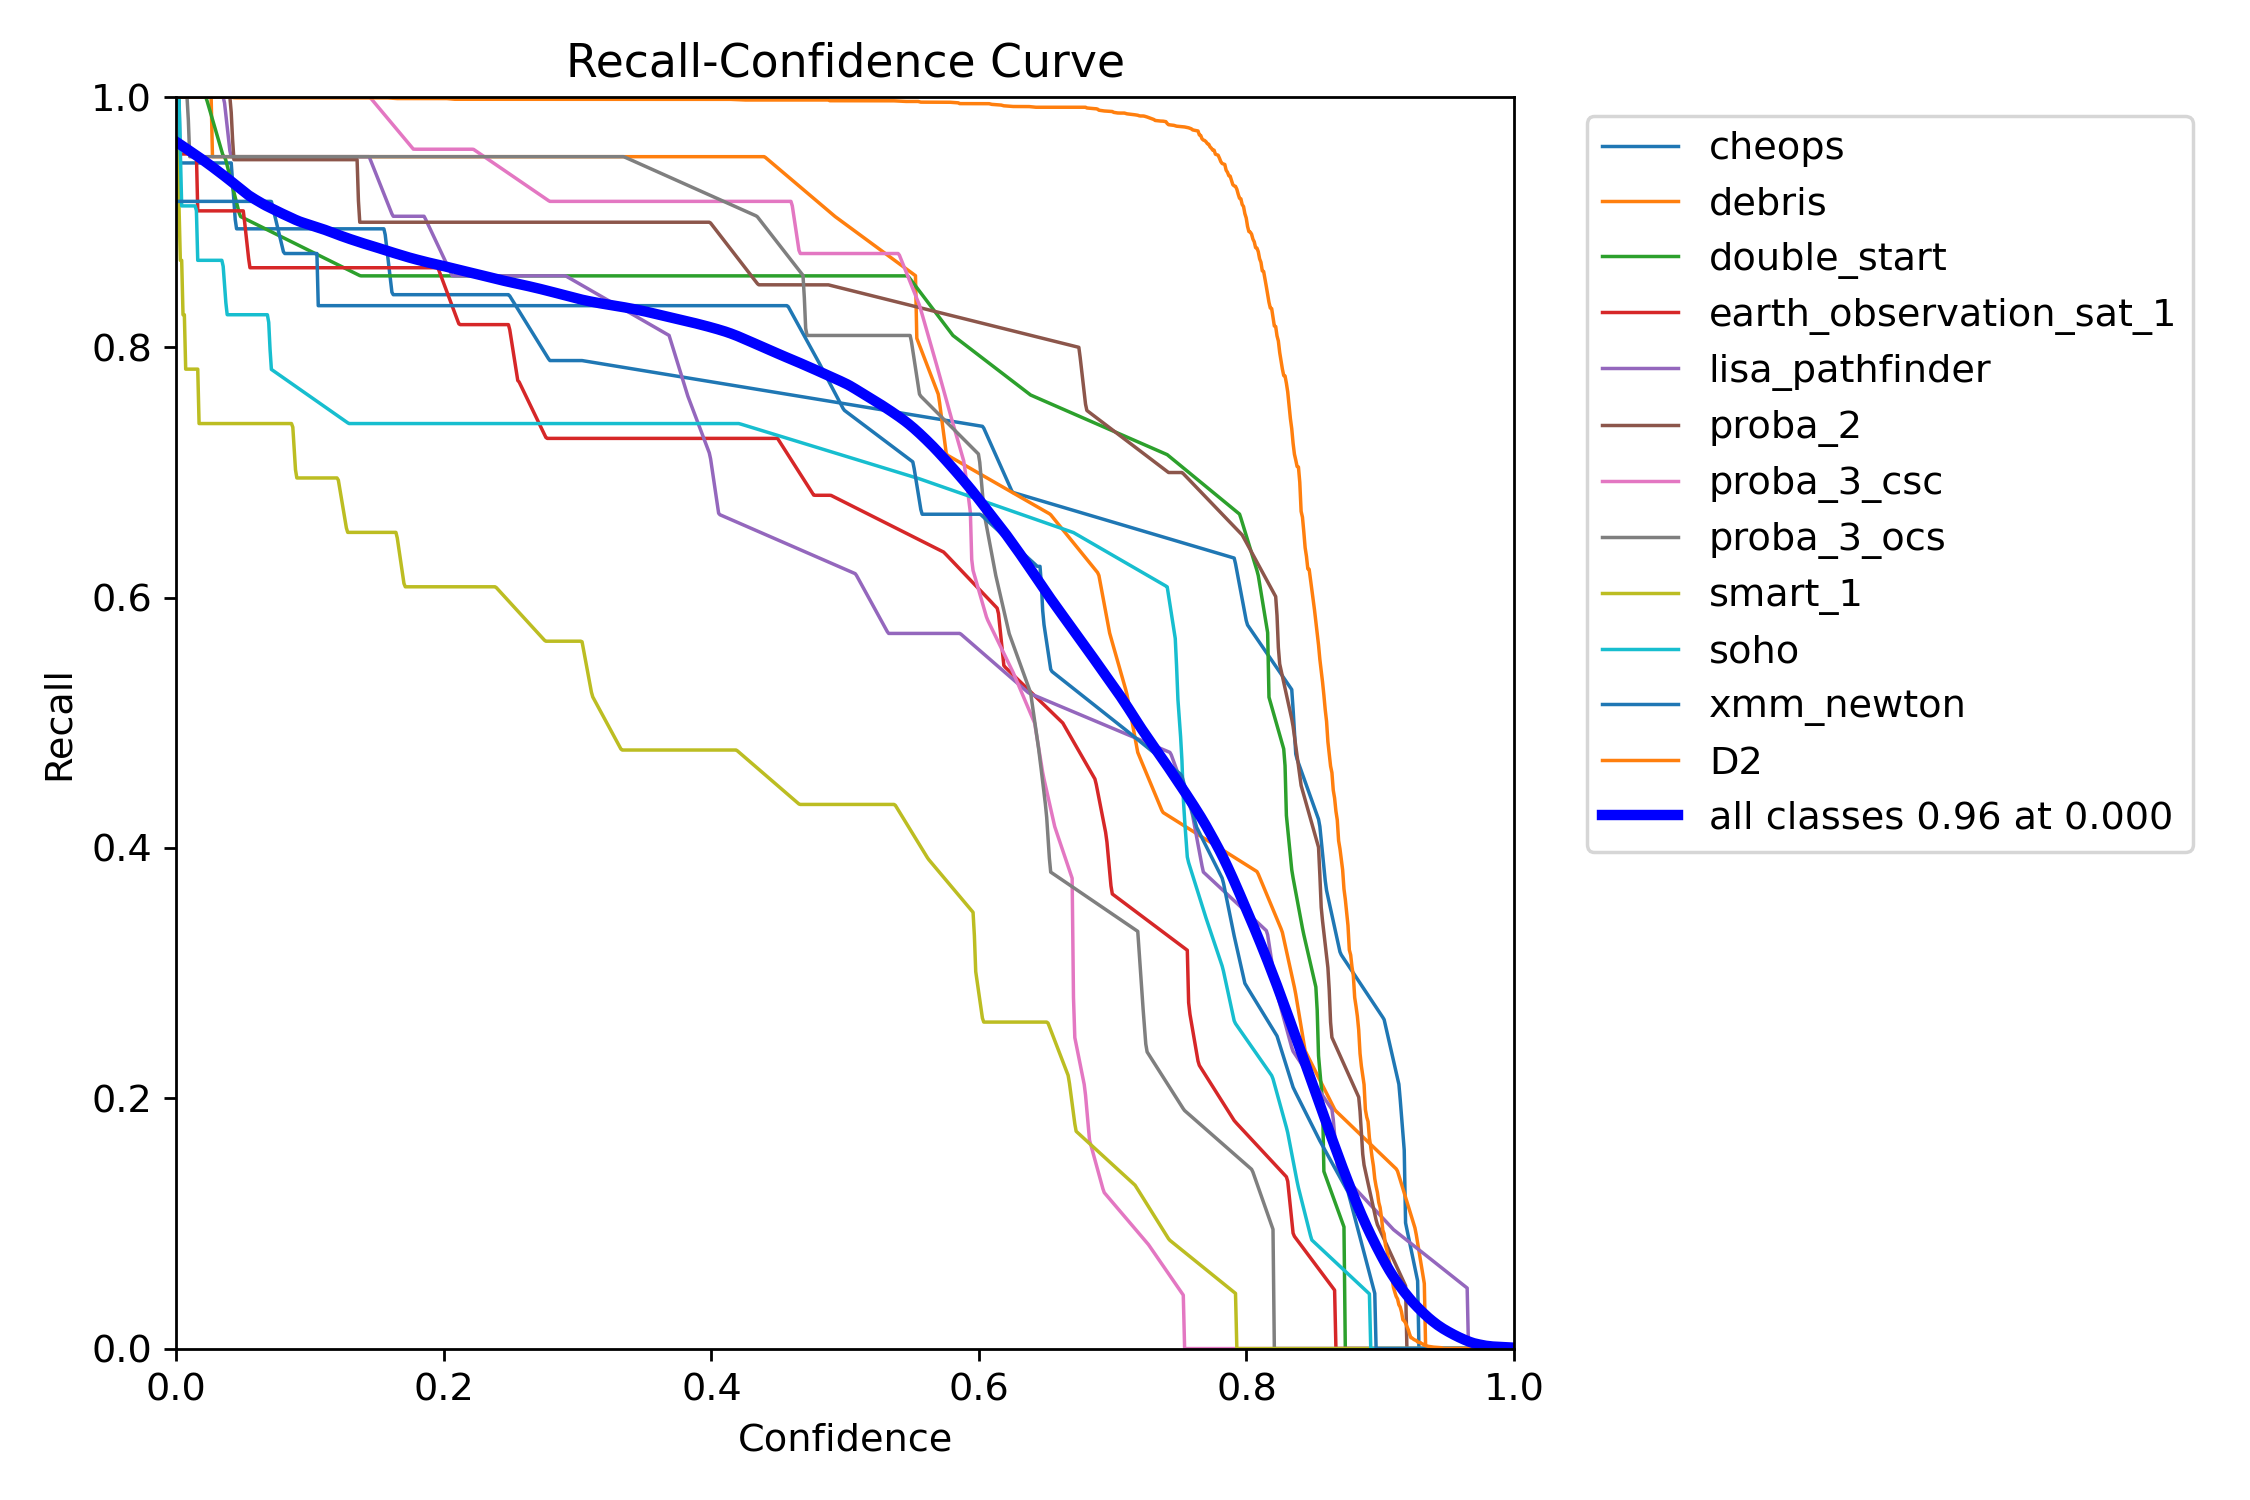 Recall-Confidence Curve
1.0
0.8
0.6
0.4
0.2
0.0
Recall
0.0 0.2 0.4 0.6 0.8 1.0
Confidence
cheops
debris
double_start
earth_observation_sat_1
lisa_pathfinder
proba_2
proba_3_csc
proba_3_ocs
smart_1
soho
xmm_newton
D2
all classes 0.96 at 0.000